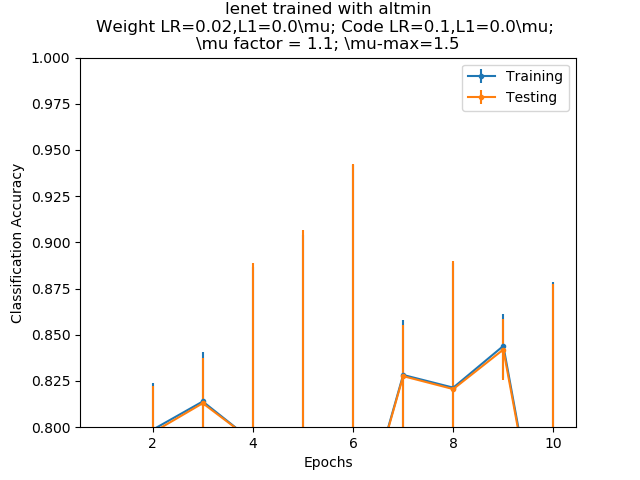 lenet trained with altmin
Weight LR=0.02,L1=0.0\mu; Code LR=0.1,L1=0.0\mu;
\mu factor = 1.1; \mu-max=1.5
Training
Testing
Classification Accuracy
1.000
0.975
0.950
0.925
0.900
0.875
0.850
0.825
0.800
2
4
6
8
10
Epochs